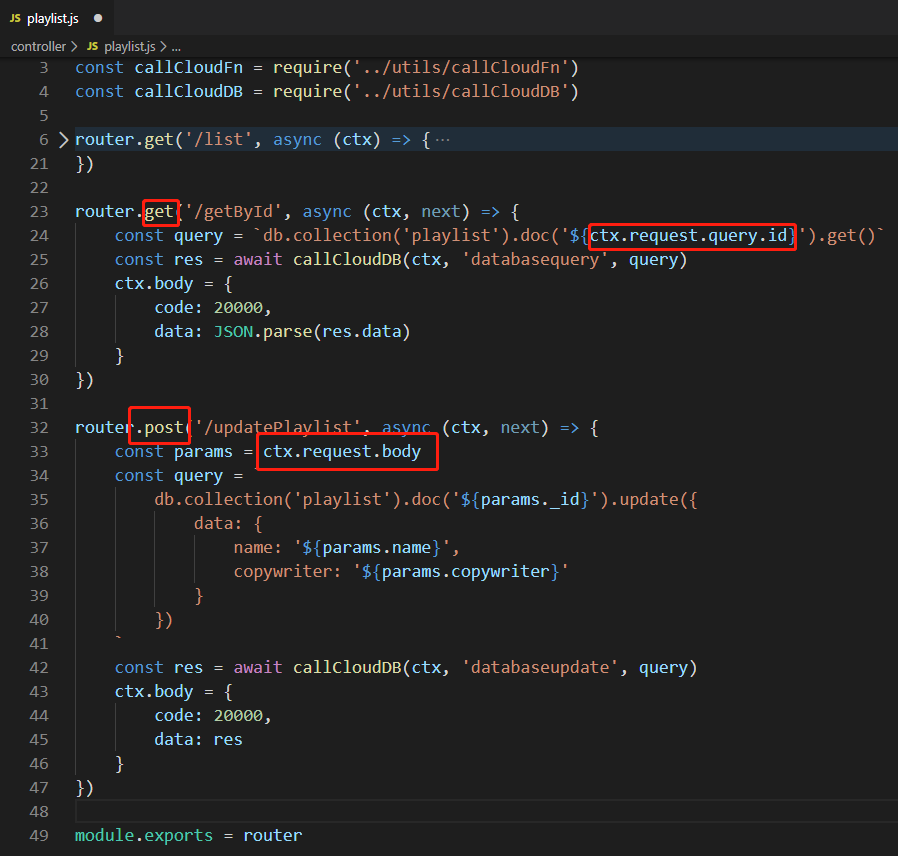 JS playlist.js ●
controller > JS playlist.js > ...
3 const callCloudFn = require('../utils/callCloudFn')
4 const callCloudDB = require('../utils/callCloudDB')
5
6 router.get('/list', async (ctx) => { ···
21 })
22
23 router.get('/getById', async (ctx, next) => {
24 const query = `db.collection('playlist').doc('${ctx.request.query.id}').get()`
25 const res = await callCloudDB(ctx, 'databasequery', query)
26 ctx.body = {
27 code: 20000,
28 data: JSON.parse(res.data)
29 }
30 })
31
32 router.post('/updatePlaylist', async (ctx, next) => {
33 const params = ctx.request.body
34 const query = `
35 db.collection('playlist').doc('${params._id}').update({
36 data: {
37 name: '${params.name}',
38 copywriter: '${params.copywriter}'
39 }
40 })
41 `
42 const res = await callCloudDB(ctx, 'databaseupdate', query)
43 ctx.body = {
44 code: 20000,
45 data: res
46 }
47 })
48
49 module.exports = router